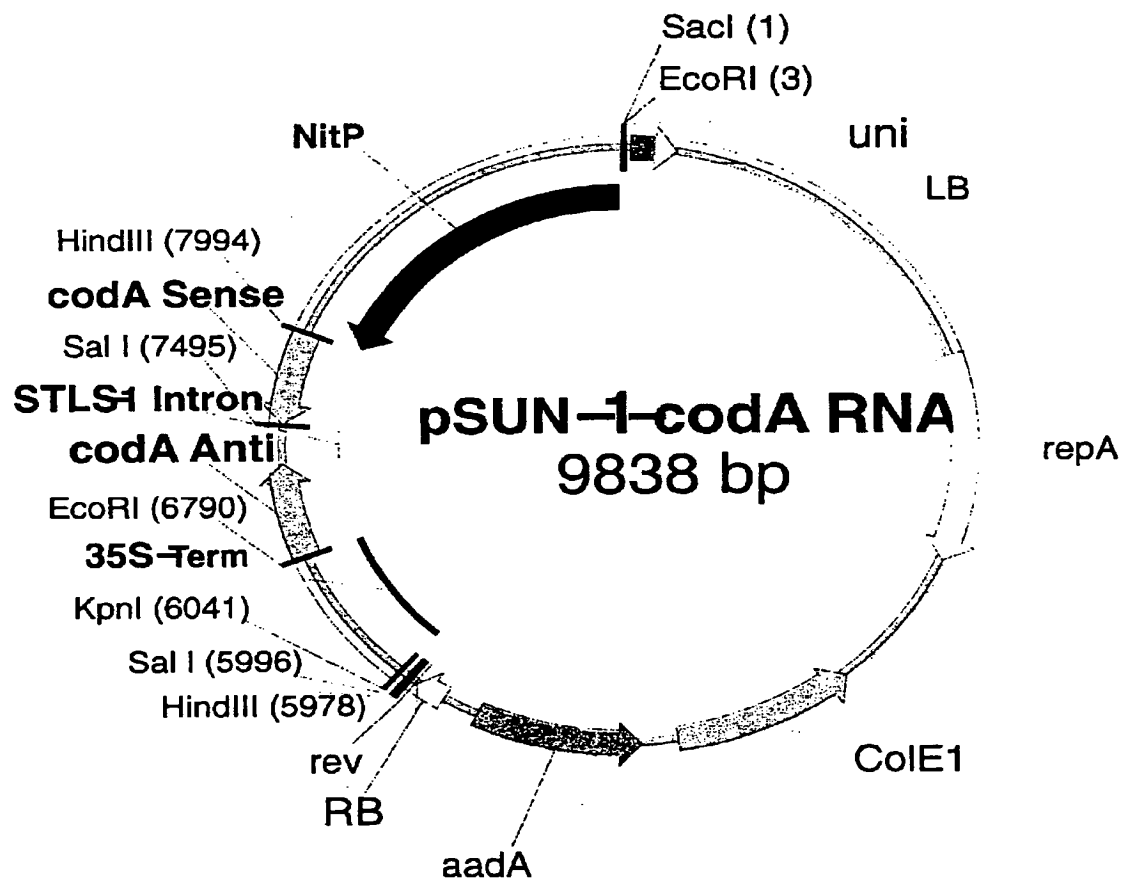 SacI (1)
EcoRI (3)
uni
LB
NitP
HindIII (7994)
codA Sense
Sal I (7495)
STLS-1 Intron
codA Anti
EcoRI (6790)
35S-Term
KpnI (6041)
Sal I (5996)
HindIII (5978)
rev
RB
aadA
ColE1
repA
pSUN-1-codA RNA
9838 bp